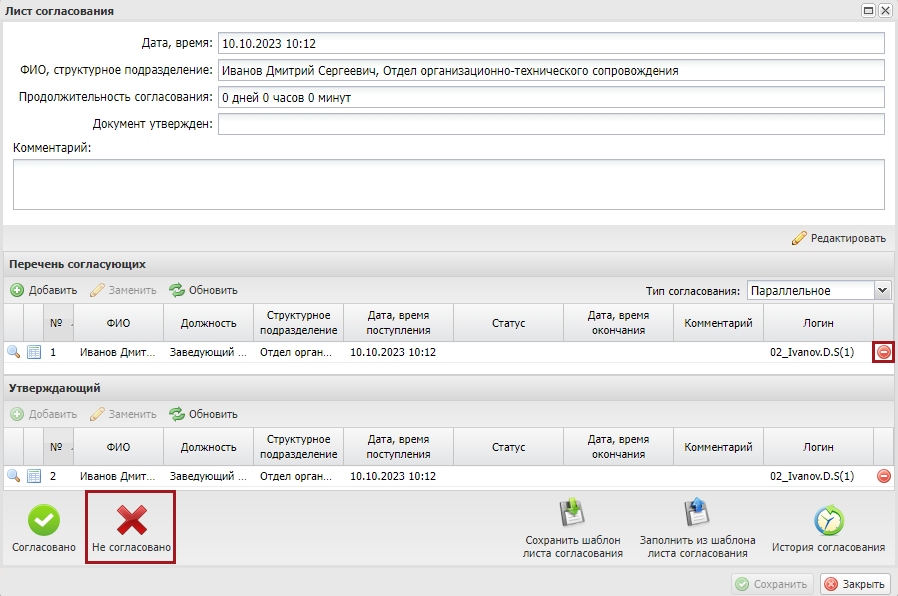 Лист согласования
Дата, время: 10.10.2023 10:12
ФИО, структурное подразделение: Иванов Дмитрий Сергеевич, Отдел организационно-технического сопровождения
Продолжительность согласования: 0 дней 0 часов 0 минут
Документ утвержден:
Комментарий:
Редактировать
Перечень согласующих
Добавить Заменить Обновить Тип согласования: Параллельное
№ ФИО Должность Структурное подразделение Дата, время поступления Статус Дата, время окончания Комментарий Логин
1 Иванов Дмит... Заведующий ... Отдел орган... 10.10.2023 10:12 02_Ivanov.D.S(1)
Утверждающий
Добавить Заменить Обновить
№ ФИО Должность Структурное подразделение Дата, время поступления Статус Дата, время окончания Комментарий Логин
2 Иванов Дмит... Заведующий ... Отдел орган... 10.10.2023 10:12 02_Ivanov.D.S(1)
Согласовано Не согласовано Сохранить шаблон листа согласования Заполнить из шаблона листа согласования История согласования
Сохранить Закрыть